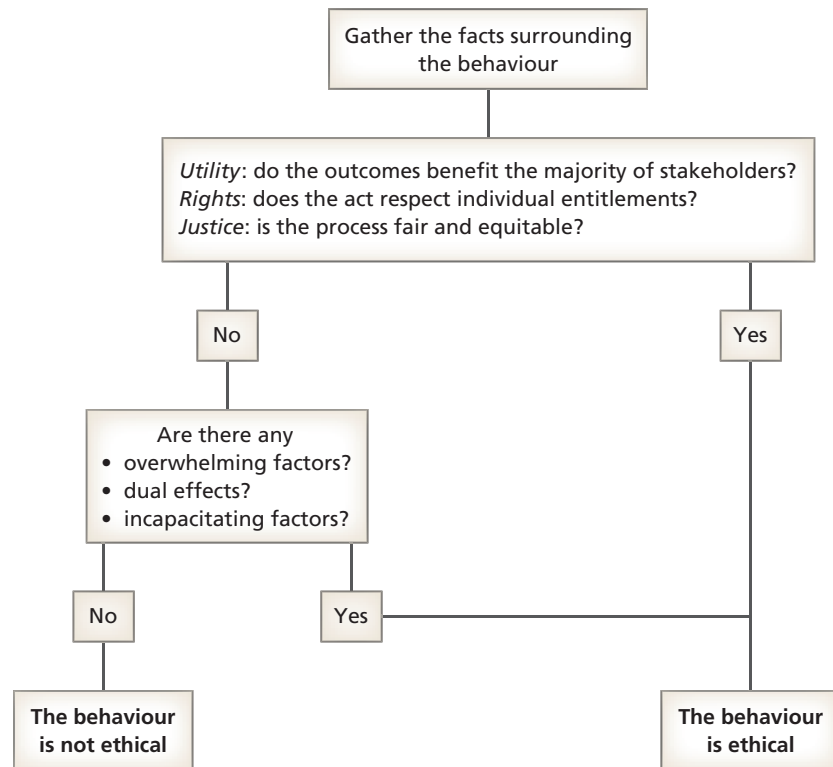 Gather the facts surrounding
the behaviour
Utility: do the outcomes benefit the majority of stakeholders?
Rights: does the act respect individual entitlements?
Justice: is the process fair and equitable?
No
Yes
Are there any
• overwhelming factors?
• dual effects?
• incapacitating factors?
No
Yes
The behaviour
is not ethical
The behaviour
is ethical